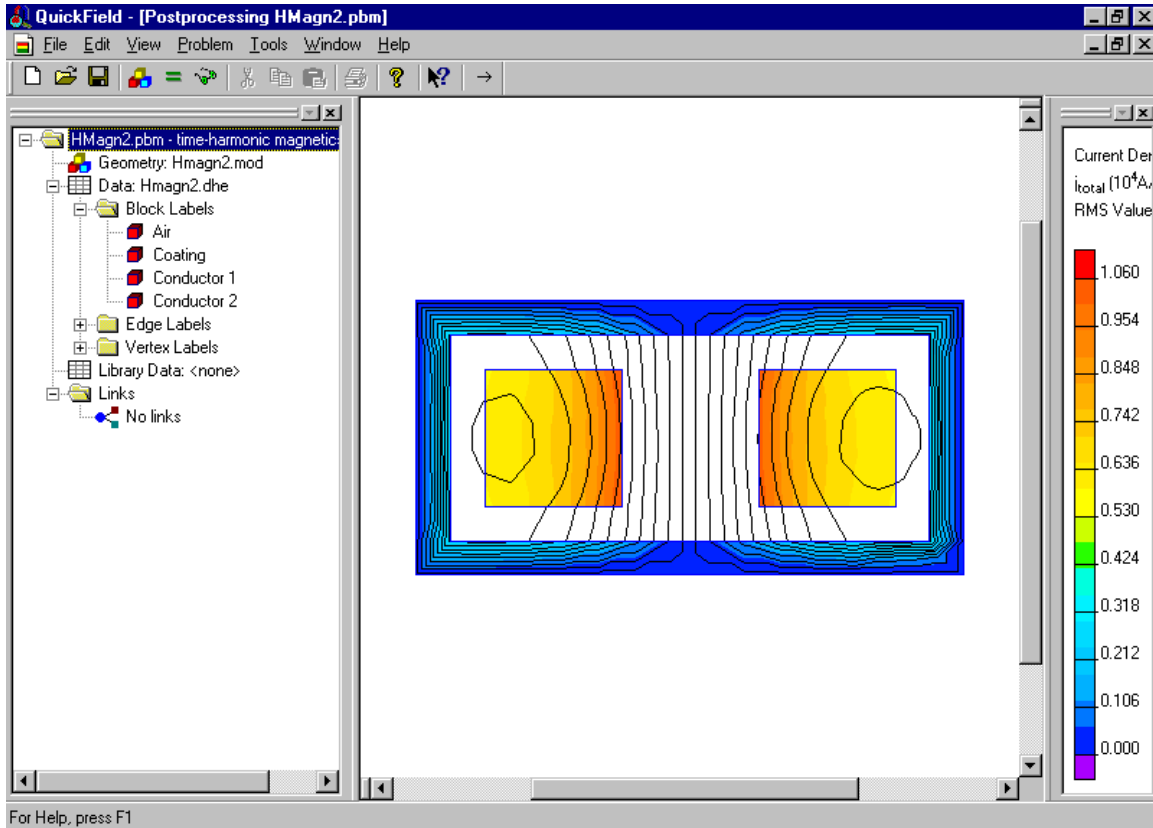 QuickField - [Postprocessing HMagn2.pbm]
File Edit View Problem Tools Window Help
HMagn2.pbm - time-harmonic magnetic
Geometry: Hmagn2.mod
Data: Hmagn2.dhe
Block Labels
Air
Coating
Conductor 1
Conductor 2
Edge Labels
Vertex Labels
Library Data: <none>
Links
No links
Current Der
itotal (10^4A/
RMS Value
1.060
0.954
0.848
0.742
0.636
0.530
0.424
0.318
0.212
0.106
0.000
For Help, press F1